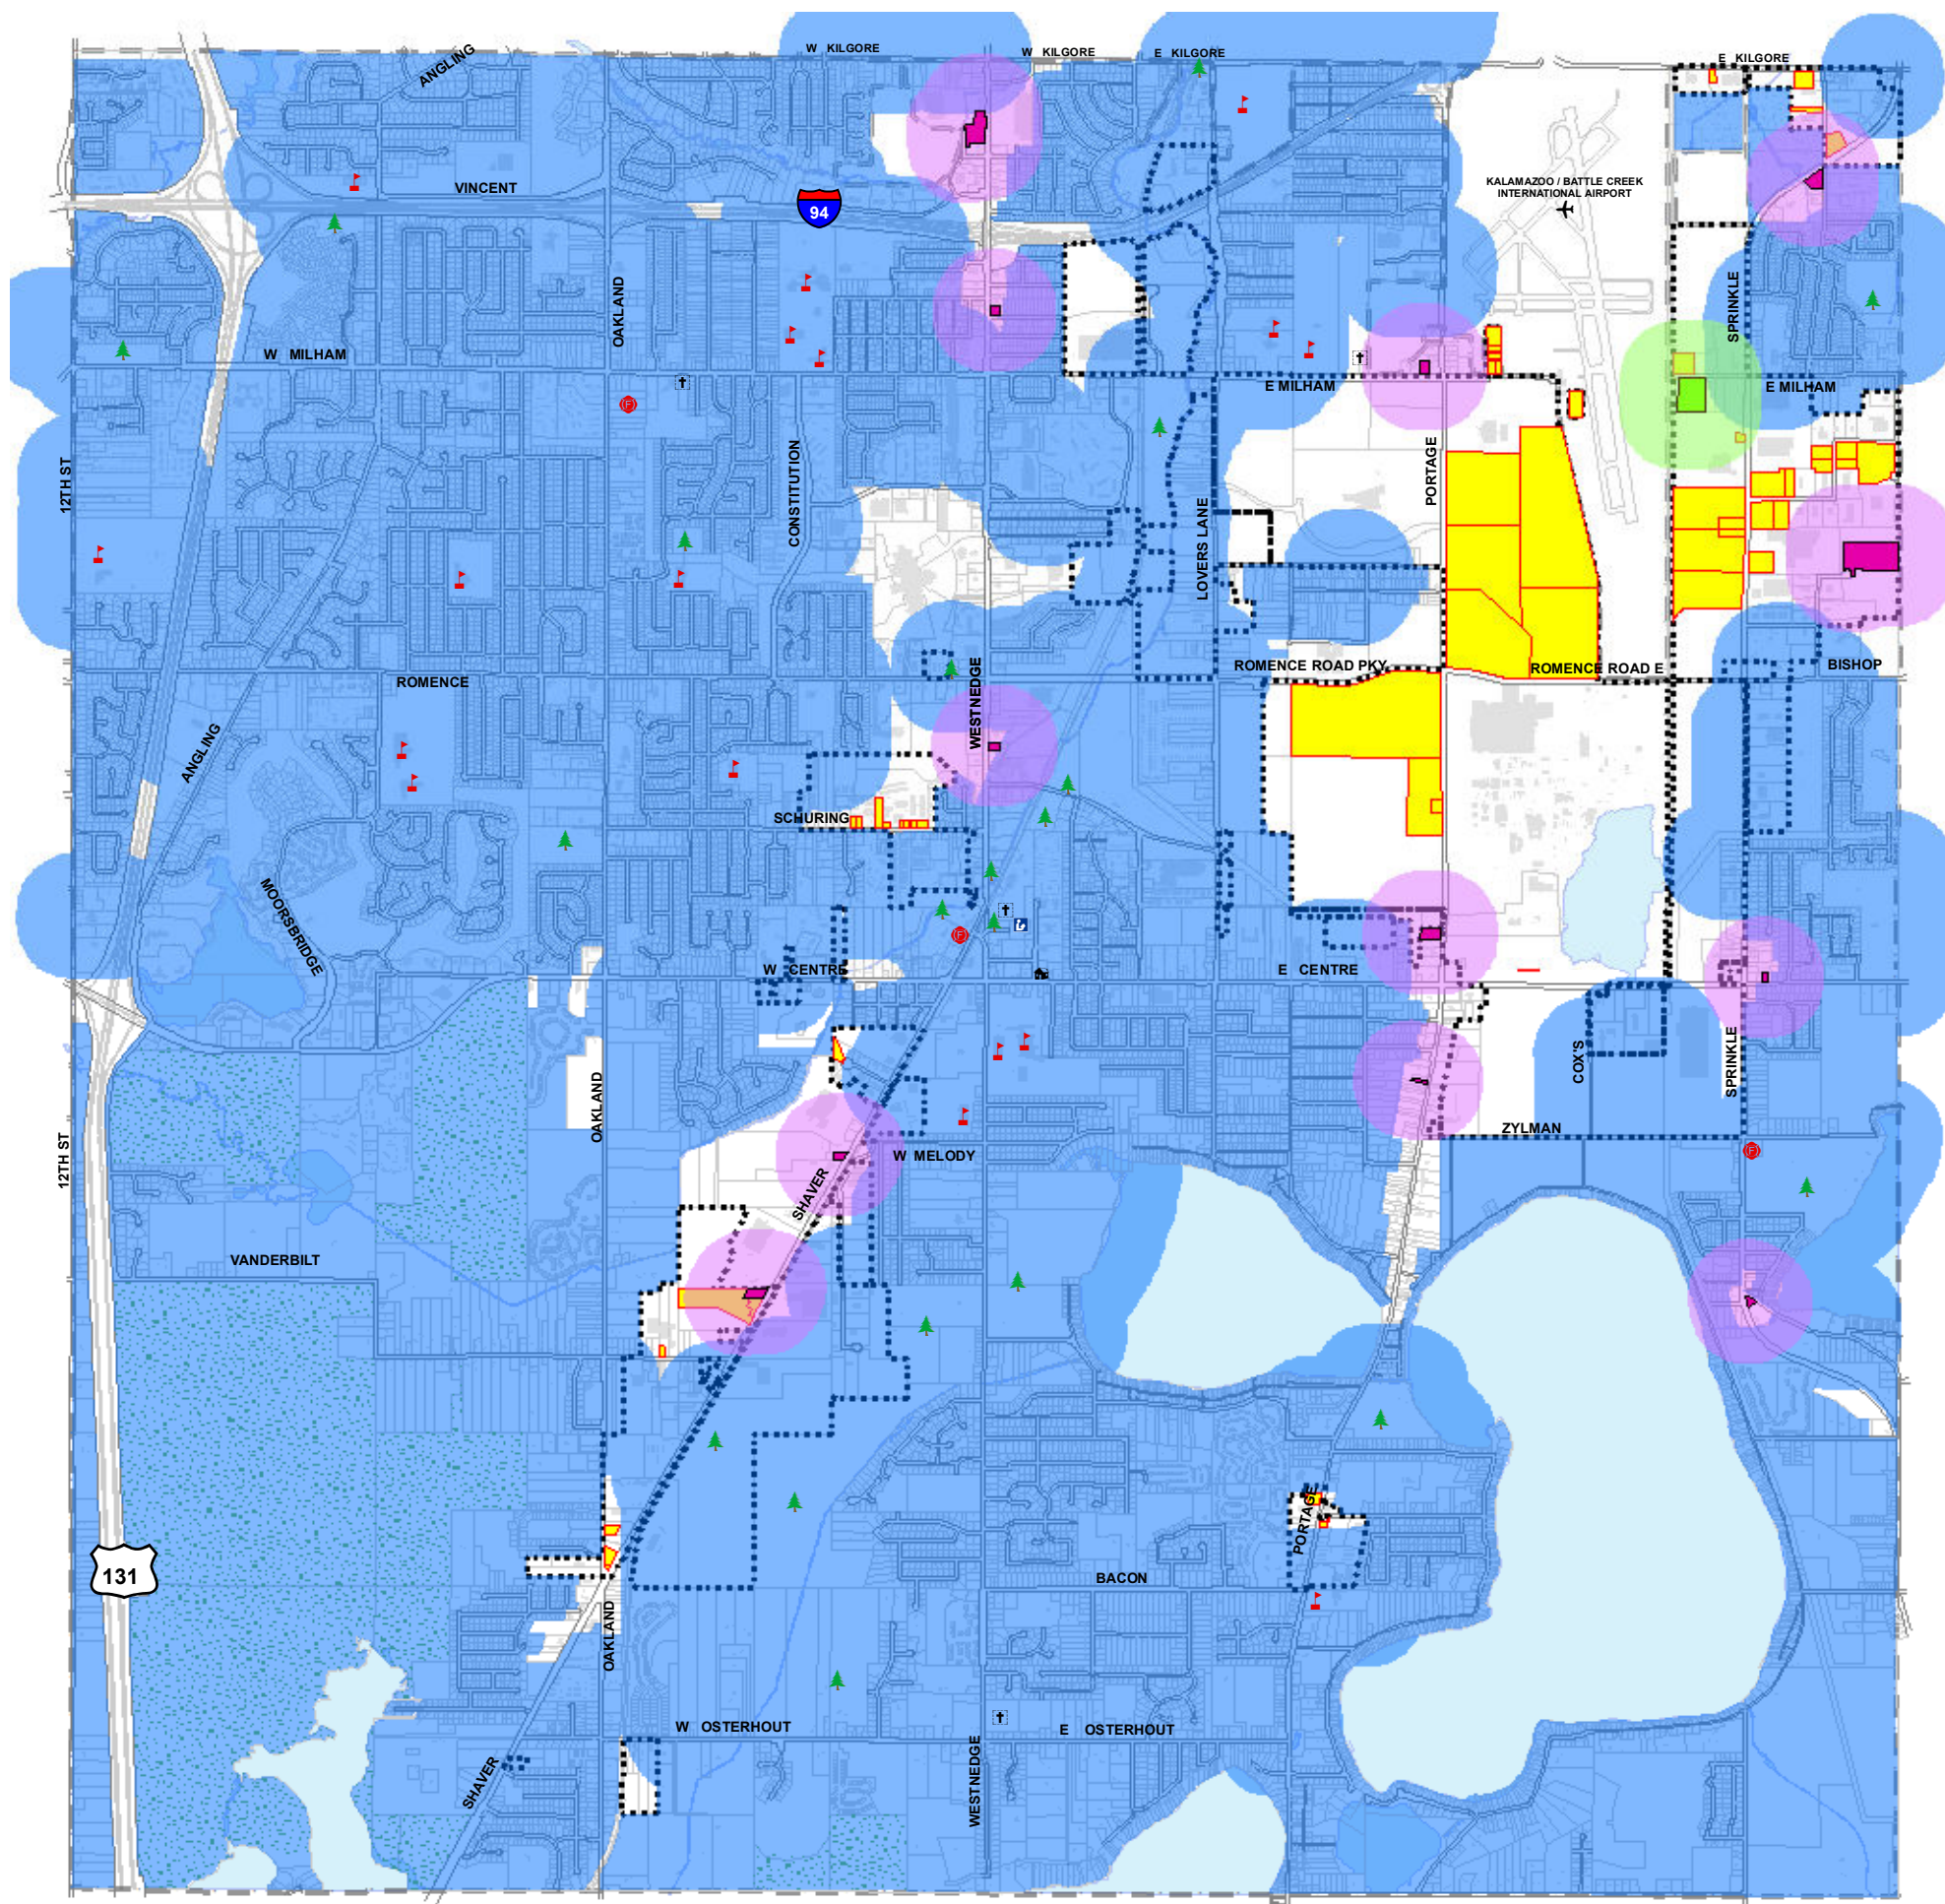 W KILGORE
W KILGORE
E KILGORE
E KILGORE
ANGLING
VINCENT
94
KALAMAZOO / BATTLE CREEK
INTERNATIONAL AIRPORT
OAKLAND
SPRINKLE
W MILHAM
E MILHAM
E MILHAM
F
12TH ST
CONSTITUTION
PORTAGE
LOVERS LANE
ROMENCE
WESTNEDGE
ROMENCE ROAD PKY
ROMENCE ROAD E
BISHOP
ANGLING
SCHURING
MOORSBRIDGE
F
W CENTRE
E CENTRE
OAKLAND
COX'S
SPRINKLE
12TH ST
W MELODY
ZYLMAN
F
SHAVER
VANDERBILT
PORTAGE
131
BACON
OAKLAND
W OSTERHOUT
E OSTERHOUT
SHAVER
WESTNEDGE